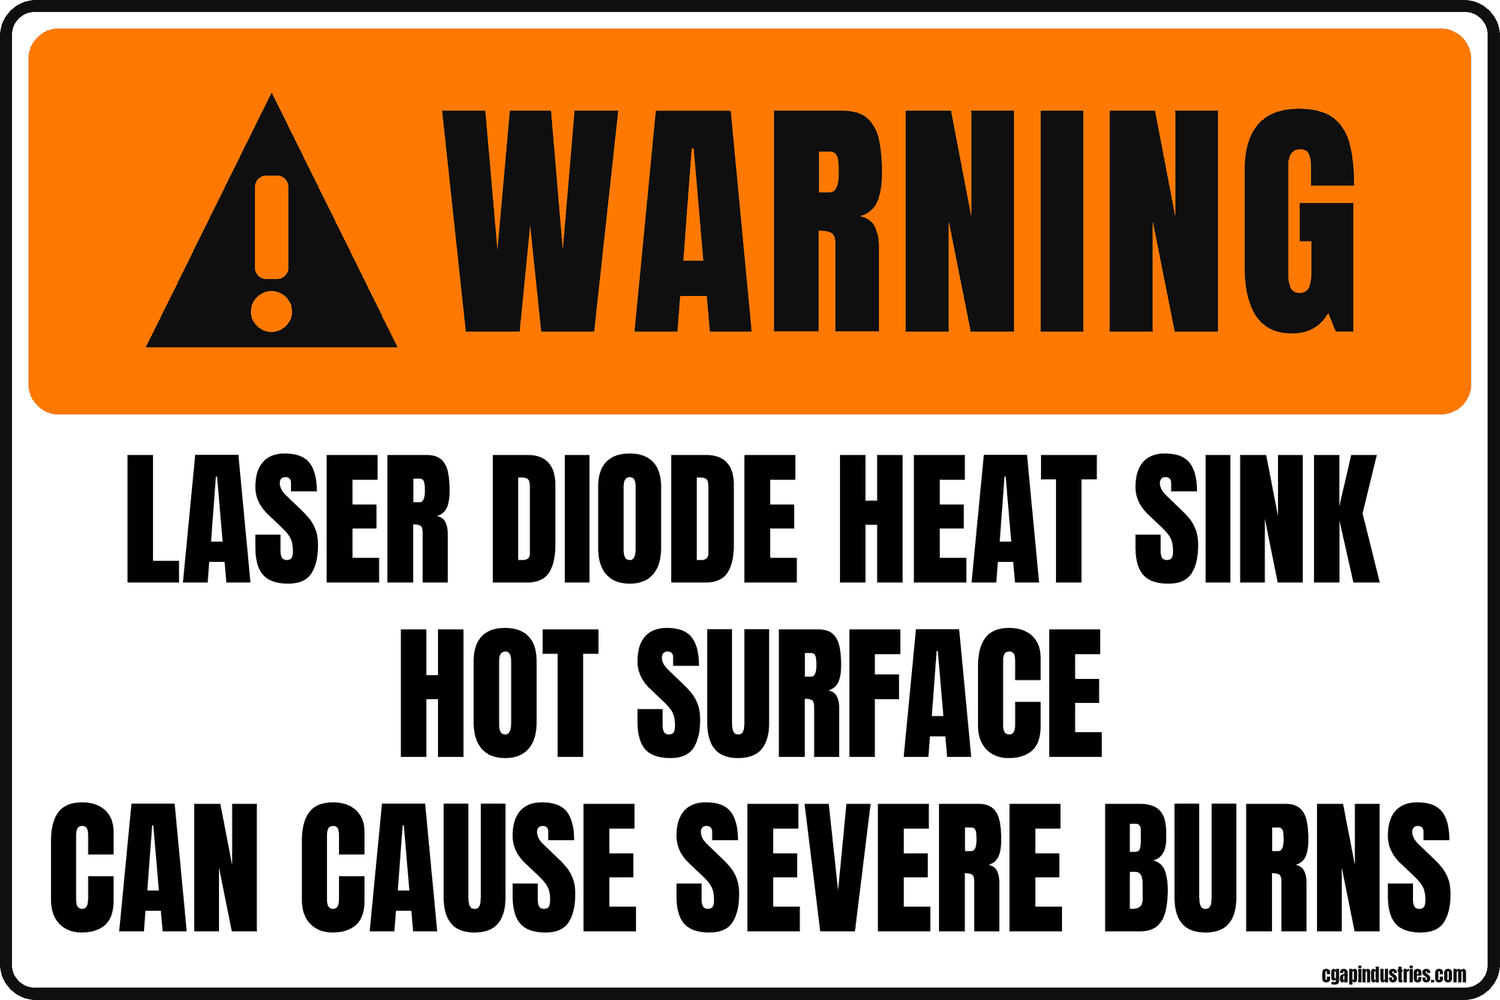 WARNING
LASER DIODE HEAT SINK
HOT SURFACE
CAN CAUSE SEVERE BURNS
cgapindustries.com